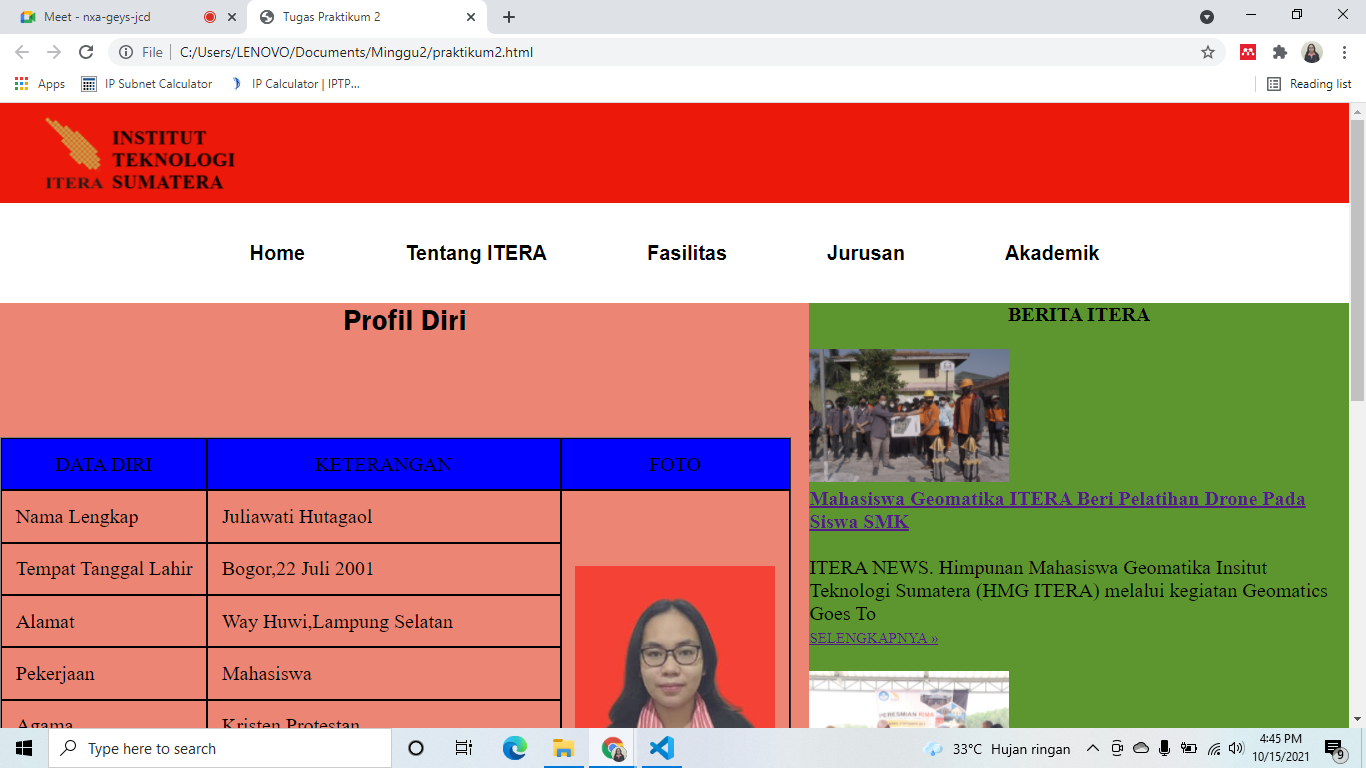 Meet - nxa-geys-jcd
Tugas Praktikum 2
File
C:/Users/LENOVO/Documents/Minggu2/praktikum2.html
Apps
IP Subnet Calculator
IP Calculator | IPTP...
Reading list
INSTITUT
TEKNOLOGI
ITERA SUMATERA
Home Tentang ITERA Fasilitas Jurusan Akademik
Profil Diri
DATA DIRI KETERANGAN FOTO
Nama Lengkap Juliawati Hutagaol
Tempat Tanggal Lahir Bogor,22 Juli 2001
Alamat Way Huwi,Lampung Selatan
Pekerjaan Mahasiswa
Agama Kristen Protestan
BERITA ITERA
Mahasiswa Geomatika ITERA Beri Pelatihan Drone Pada
Siswa SMK
ITERA NEWS. Himpunan Mahasiswa Geomatika Insitut
Teknologi Sumatera (HMG ITERA) melalui kegiatan Geomatics
Goes To
SELENGKAPNYA »
PERESMIAN RIMA
Type here to search
33°C Hujan ringan
4:45 PM
10/15/2021
9